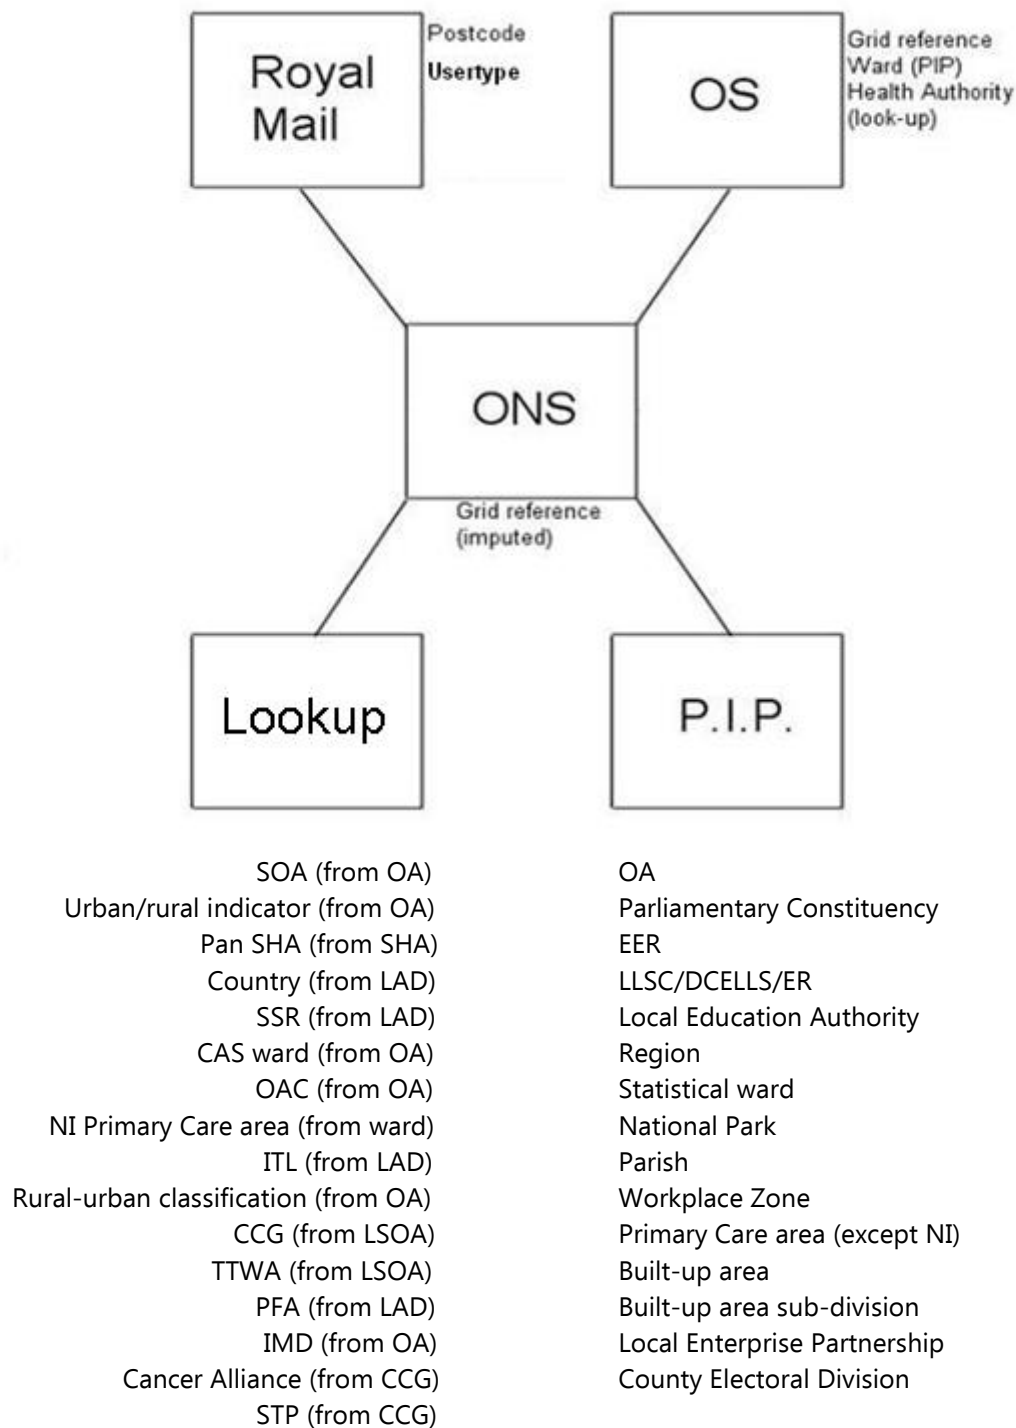 Royal
Mail
Postcode
Usertype
OS
Grid reference
Ward (PIP)
Health Authority
(look-up)
ONS
Grid reference
(imputed)
Lookup
P.I.P.
SOA (from OA)
Urban/rural indicator (from OA)
Pan SHA (from SHA)
Country (from LAD)
SSR (from LAD)
CAS ward (from OA)
OAC (from OA)
NI Primary Care area (from ward)
ITL (from LAD)
Rural-urban classification (from OA)
CCG (from LSOA)
TTWA (from LSOA)
PFA (from LAD)
IMD (from OA)
Cancer Alliance (from CCG)
STP (from CCG)
OA
Parliamentary Constituency
EER
LLSC/DCELLS/ER
Local Education Authority
Region
Statistical ward
National Park
Parish
Workplace Zone
Primary Care area (except NI)
Built-up area
Built-up area sub-division
Local Enterprise Partnership
County Electoral Division